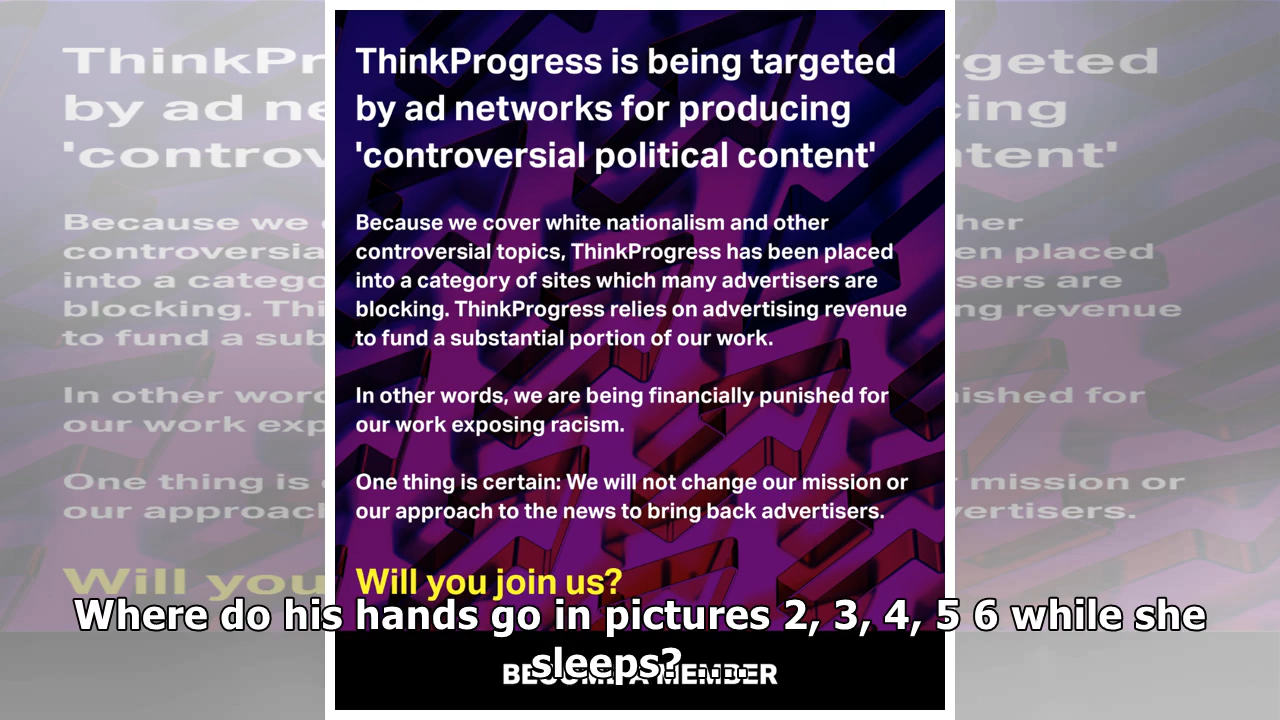 ThinkProgress is being targeted
by ad networks for producing
'controversial political content'
Because we cover white nationalism and other
controversial topics, ThinkProgress has been placed
into a category of sites which many advertisers are
blocking. ThinkProgress relies on advertising revenue
to fund a substantial portion of our work.
In other words, we are being financially punished for
our work exposing racism.
One thing is certain: We will not change our mission or
our approach to the news to bring back advertisers.
Will you join us?
Where do his hands go in pictures 2, 3, 4, 5 6 while she
sleeps? ....
BECOME A MEMBER